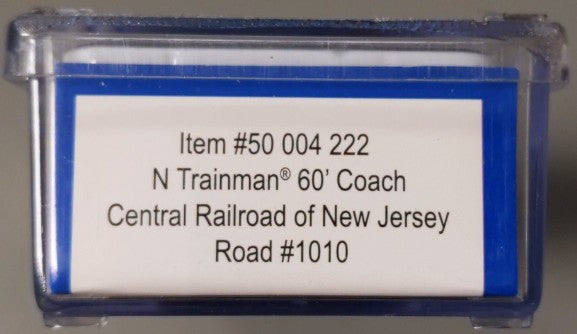 Item #50 004 222
N Trainman® 60' Coach
Central Railroad of New Jersey
Road #1010